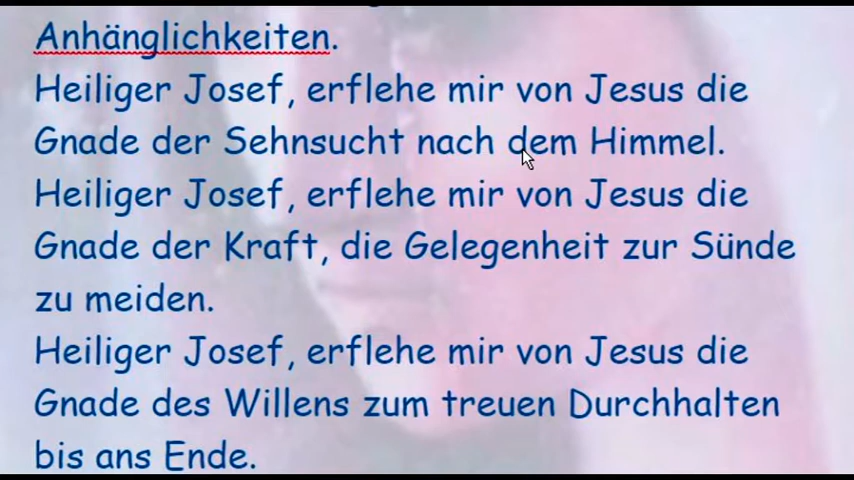 Anhänglichkeiten.
Heiliger Josef, erflehe mir von Jesus die
Gnade der Sehnsucht nach dem Himmel.
Heiliger Josef, erflehe mir von Jesus die
Gnade der Kraft, die Gelegenheit zur Sünde
zu meiden.
Heiliger Josef, erflehe mir von Jesus die
Gnade des Willens zum treuen Durchhalten
bis ans Ende.